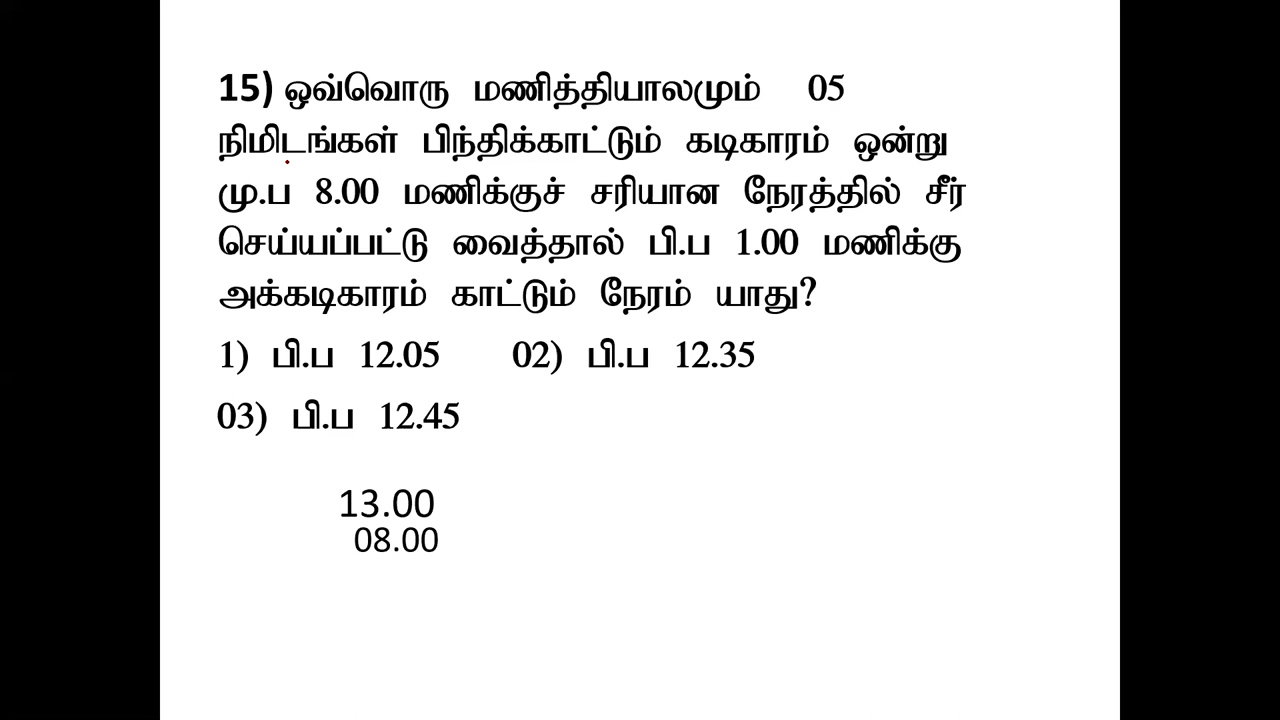 15) ஒவ்வொரு மணித்தியாலமும் 05
நிமிடங்கள் பிந்திக்காட்டும் கடிகாரம் ஒன்று
மு.ப 8.00 மணிக்குச் சரியான நேரத்தில் சீர்
செய்யப்பட்டு வைத்தால் பி.ப 1.00 மணிக்கு
அக்கடிகாரம் காட்டும் நேரம் யாது?
1) பி.ப 12.05 02) பி.ப 12.35
03) பி.ப 12.45
13.00
08.00